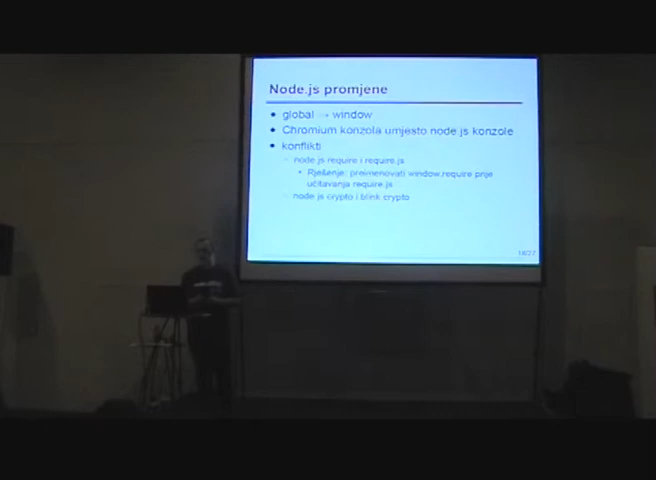 Node.js promjene
global → window
Chromium konzola umjesto node.js konzole
konflikti
node.js require i require.js
Rješenje: preimenovati window.require prije
učitavanja require.js
node.js crypto i blink crypto